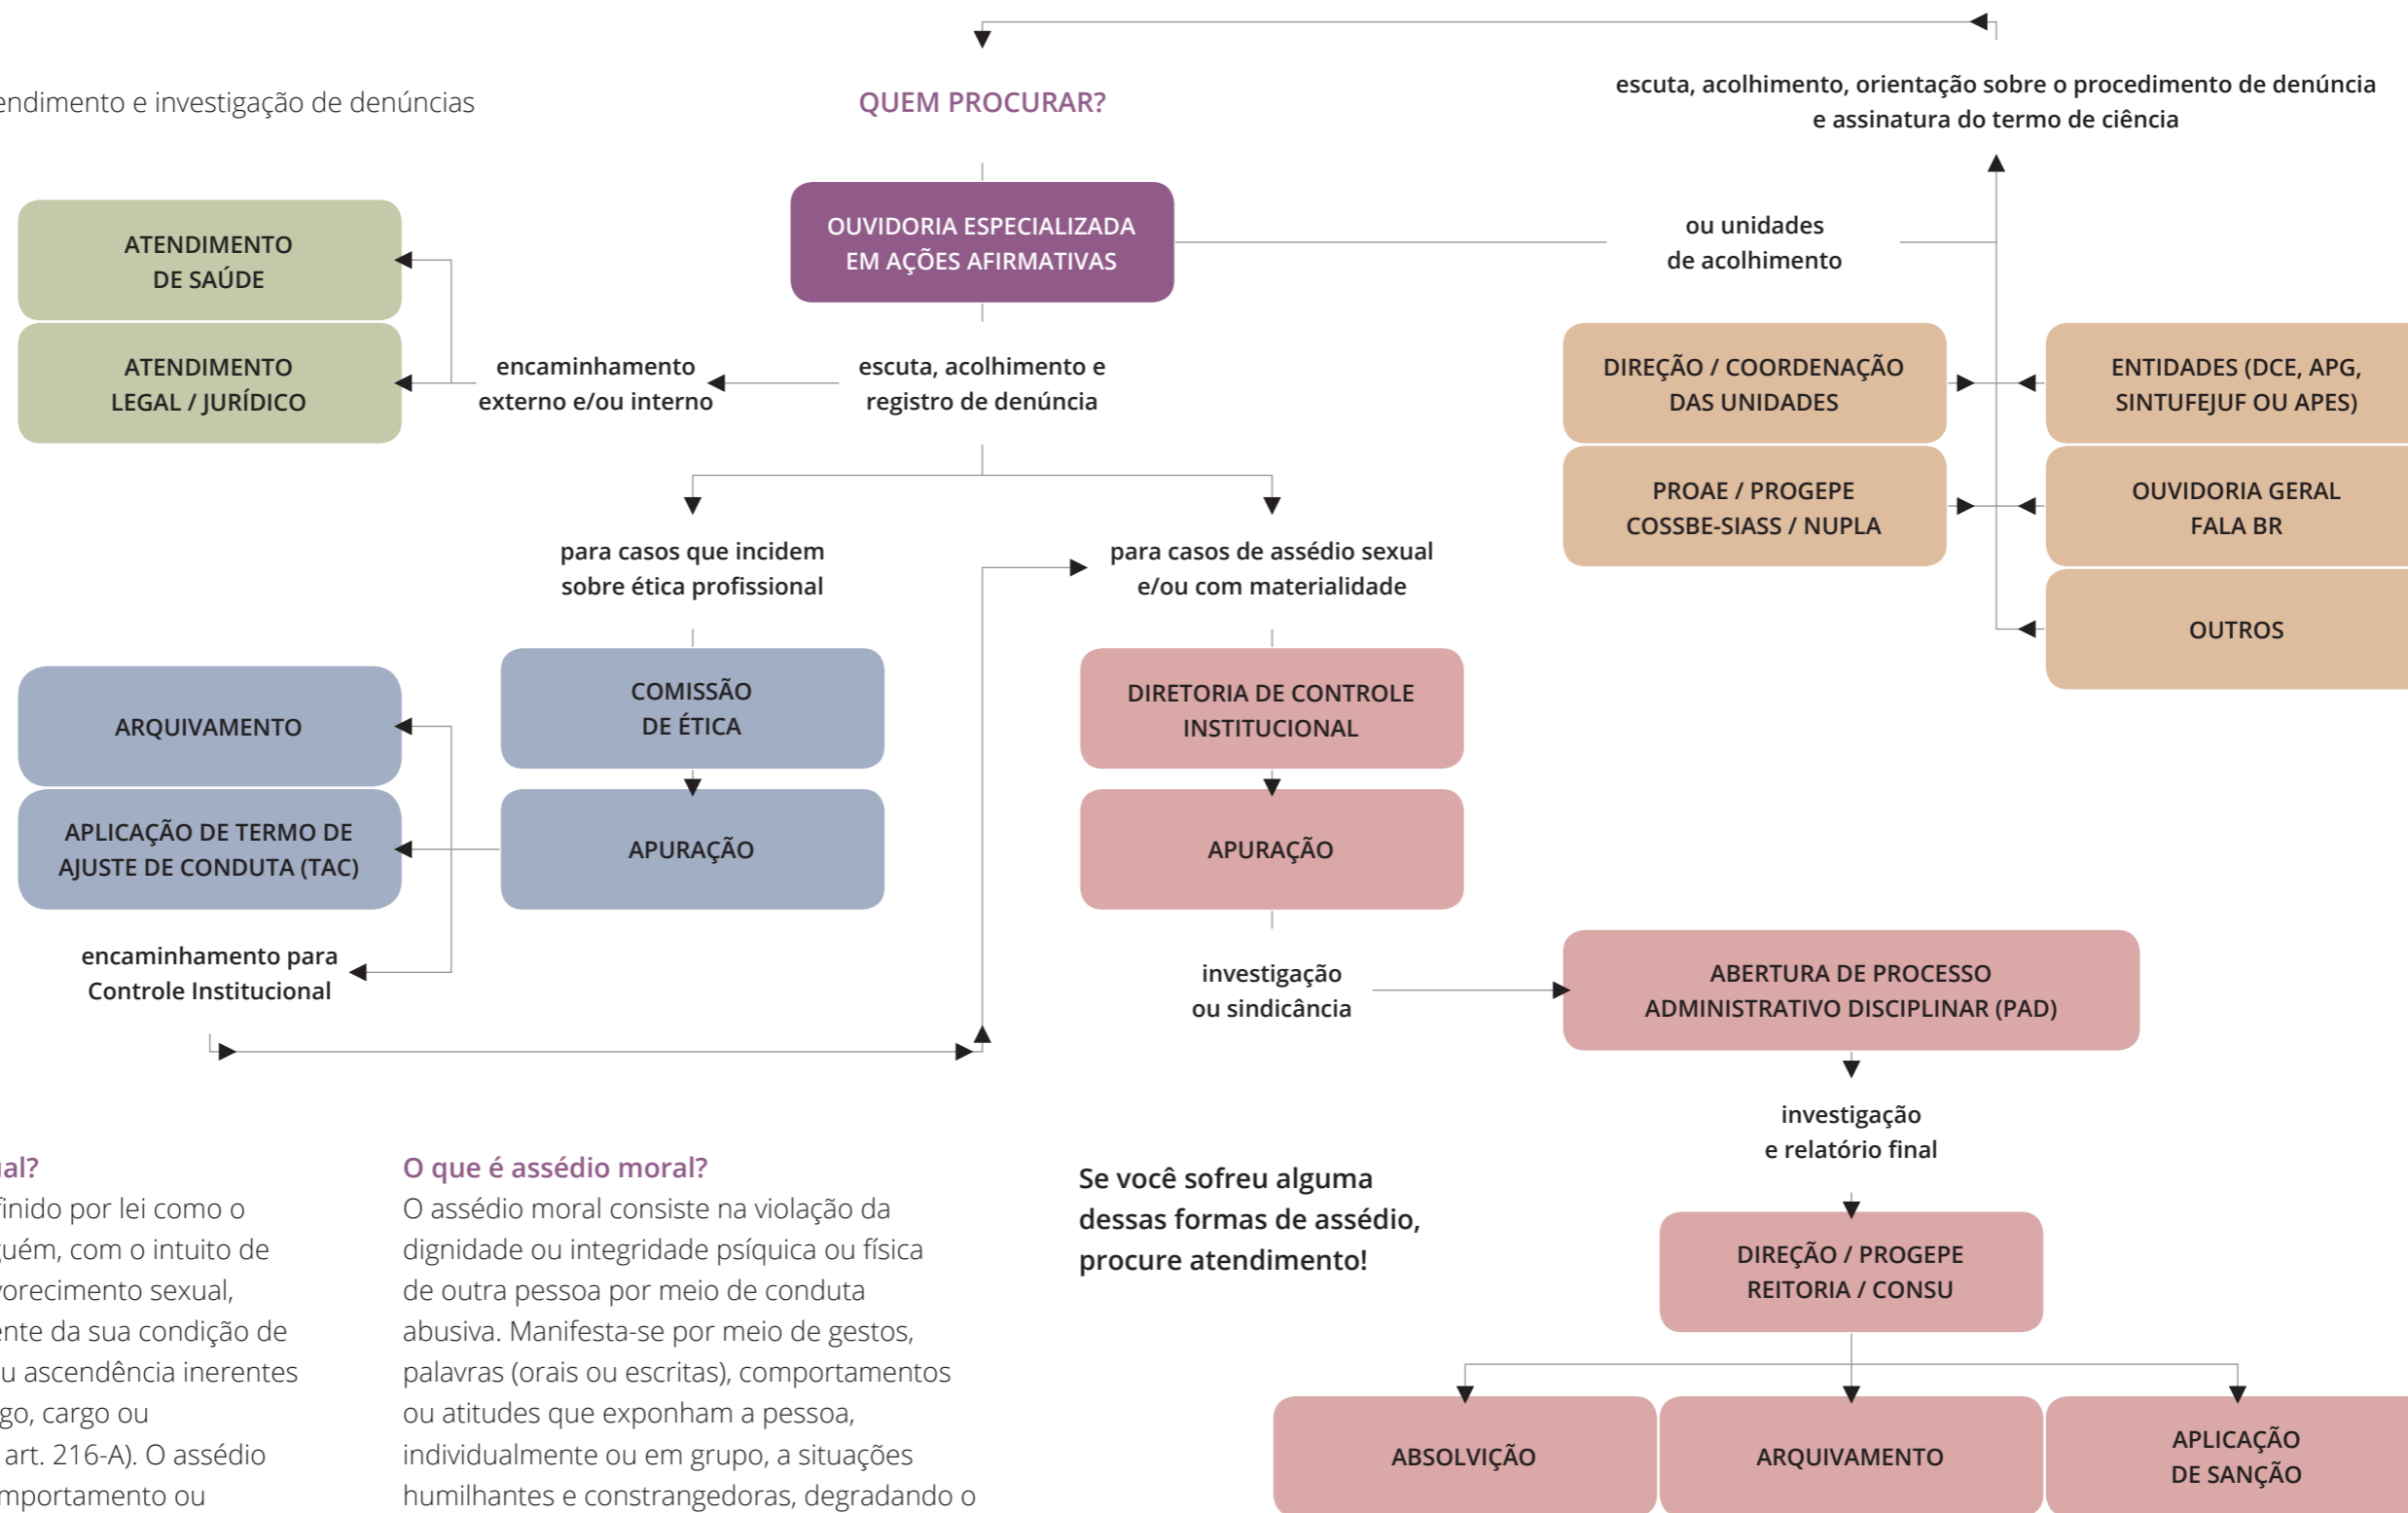 endimento e investigação de denúncias
QUEM PROCURAR?
escuta, acolhimento, orientação sobre o procedimento de denúncia
e assinatura do termo de ciência
OUVIDORIA ESPECIALIZADA
EM AÇÕES AFIRMATIVAS
ou unidades
de acolhimento
ATENDIMENTO
DE SAÚDE
ATENDIMENTO
LEGAL / JURÍDICO
encaminhamento
externo e/ou interno
escuta, acolhimento e
registro de denúncia
DIREÇÃO / COORDENAÇÃO
DAS UNIDADES
ENTIDADES (DCE, APG,
SINTUFEJUF OU APES)
PROAE / PROGEPE
COSSBE-SIASS / NUPLA
OUVIDORIA GERAL
FALA BR
OUTROS
para casos que incidem
sobre ética profissional
para casos de assédio sexual
e/ou com materialidade
ARQUIVAMENTO
COMISSÃO
DE ÉTICA
DIRETORIA DE CONTROLE
INSTITUCIONAL
APLICAÇÃO DE TERMO DE
AJUSTE DE CONDUTA (TAC)
APURAÇÃO
APURAÇÃO
encaminhamento para
Controle Institucional
investigação
ou sindicância
ABERTURA DE PROCESSO
ADMINISTRATIVO DISCIPLINAR (PAD)
investigação
e relatório final
DIREÇÃO / PROGEPE
REITORIA / CONSU
ABSOLVIÇÃO
ARQUIVAMENTO
APLICAÇÃO
DE SANÇÃO
ual?
finido por lei como o
guém, com o intuito de
vorecimento sexual,
ente da sua condição de
ou ascendência inerentes
go, cargo ou
art. 216-A). O assédio
mportamento ou
O que é assédio moral?
O assédio moral consiste na violação da
dignidade ou integridade psíquica ou física
de outra pessoa por meio de conduta
abusiva. Manifesta-se por meio de gestos,
palavras (orais ou escritas), comportamentos
ou atitudes que exponham a pessoa,
individualmente ou em grupo, a situações
humilhantes e constrangedoras, degradando o
Se você sofreu alguma
dessas formas de assédio,
procure atendimento!